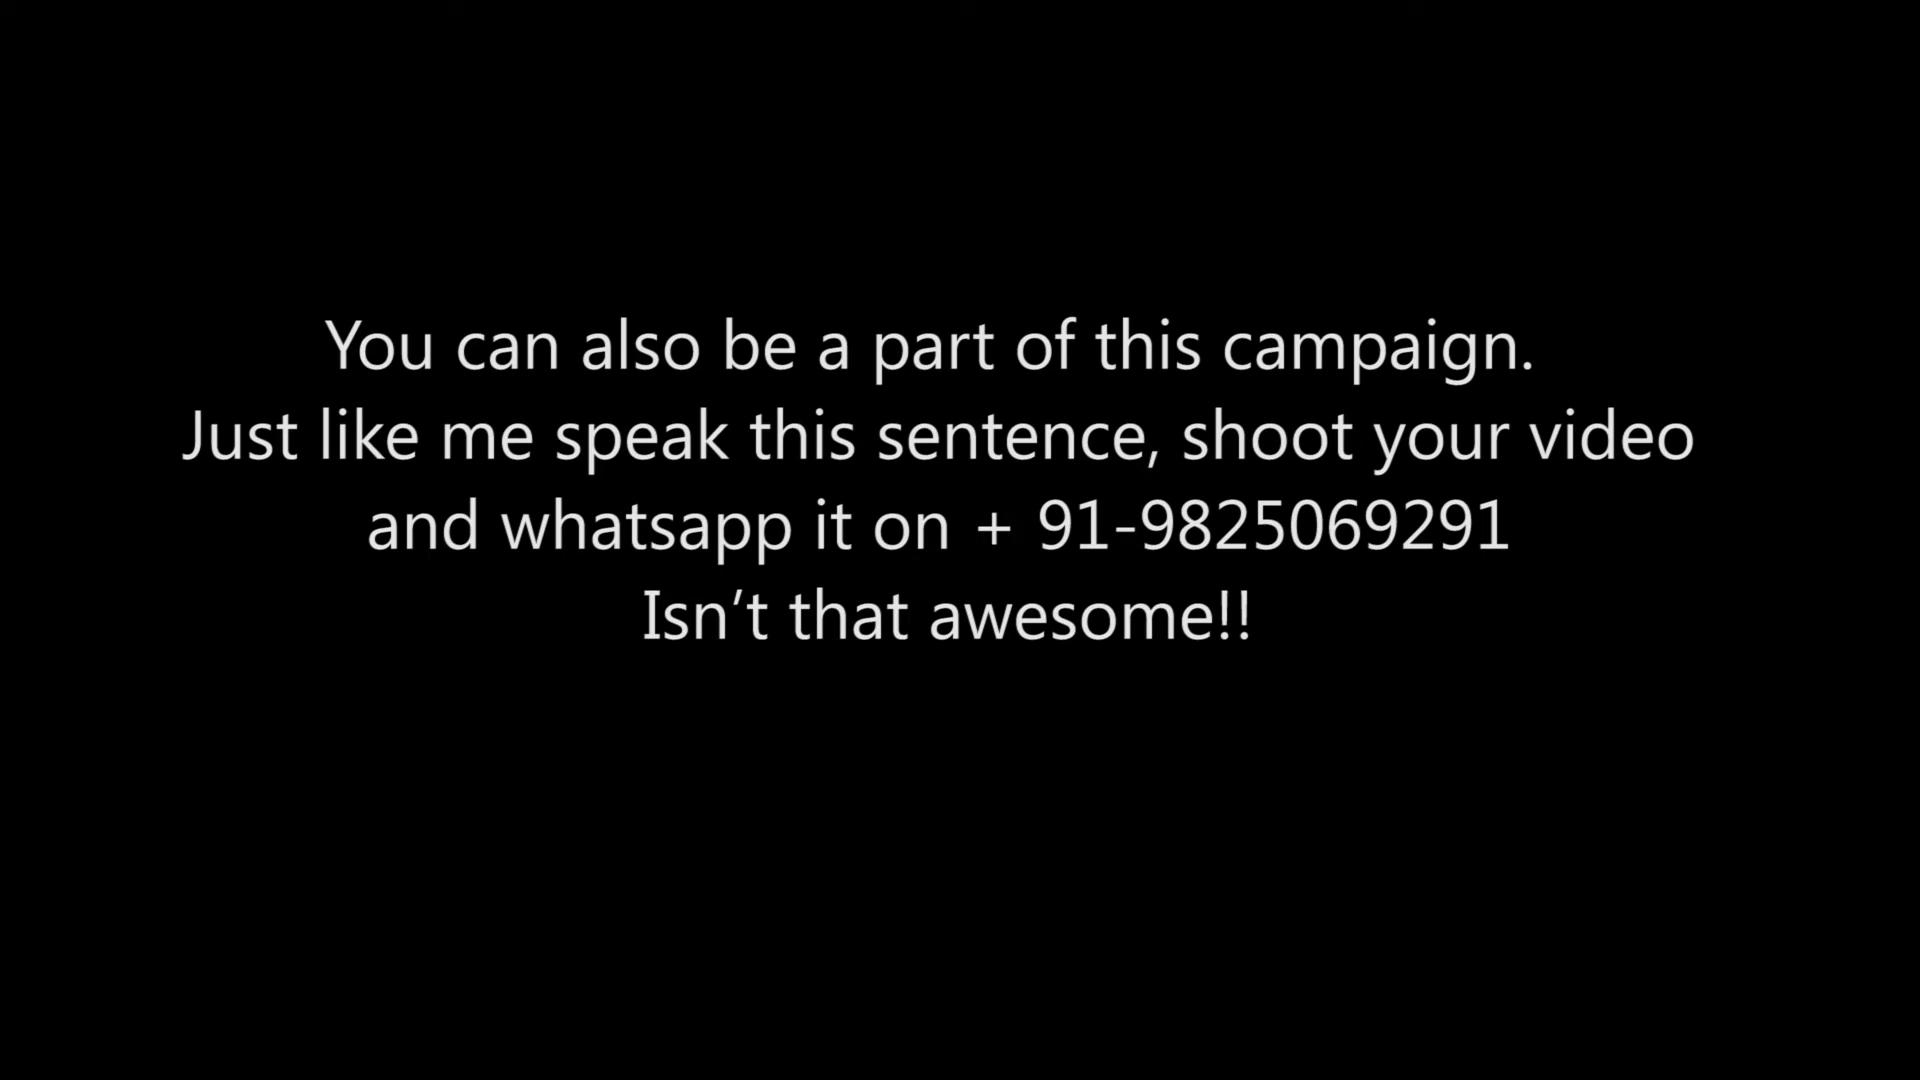 You can also be a part of this campaign.
Just like me speak this sentence, shoot your video
and whatsapp it on + 91-9825069291
Isn’t that awesome!!